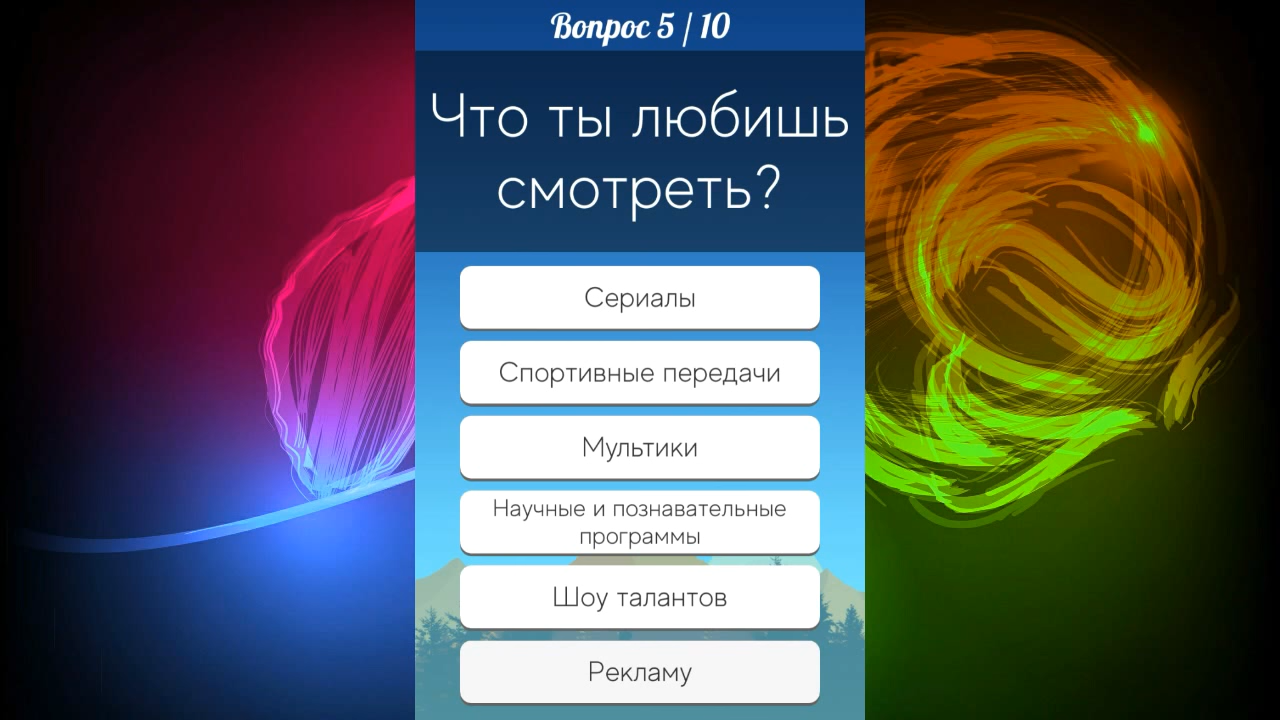 Вопрос 5 / 10
Что ты любишь
смотреть?
Сериалы
Спортивные передачи
Мультики
Научные и познавательные
программы
Шоу талантов
Рекламу